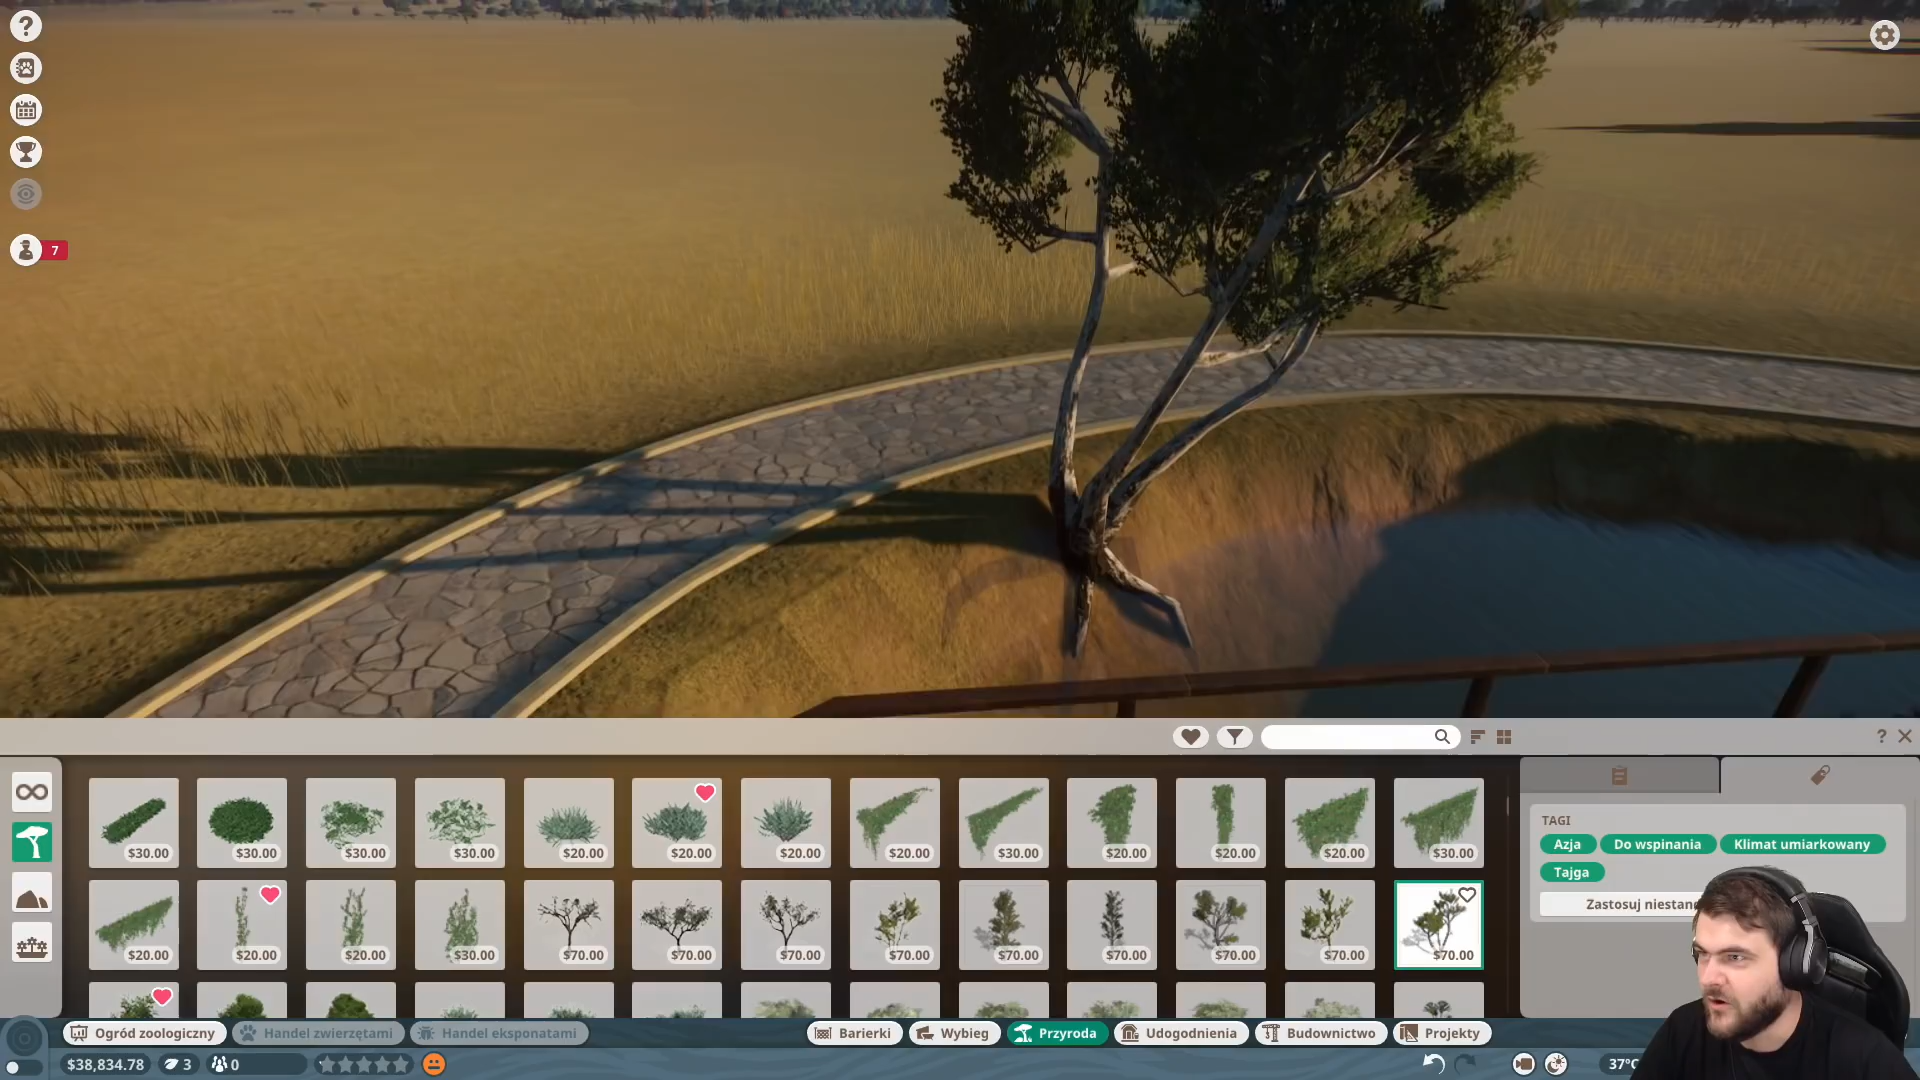 ?
7
? 
$30.00 $30.00 $30.00 $30.00 $20.00 $20.00 $20.00 $20.00 $30.00 $20.00 $20.00 $20.00 $30.00
TAGI
Azja Do wspinania Klimat umiarkowany
Tajga
Zastosuj niestan
$20.00 $20.00 $20.00 $30.00 $70.00 $70.00 $70.00 $70.00 $70.00 $70.00 $70.00 $70.00 $70.00
Ogród zoologiczny Handel zwierzętami Handel eksponatami Barierki Wybieg Przyroda Udogodnienia Budownictwo Projekty
$38,834.78 3 0 37°C